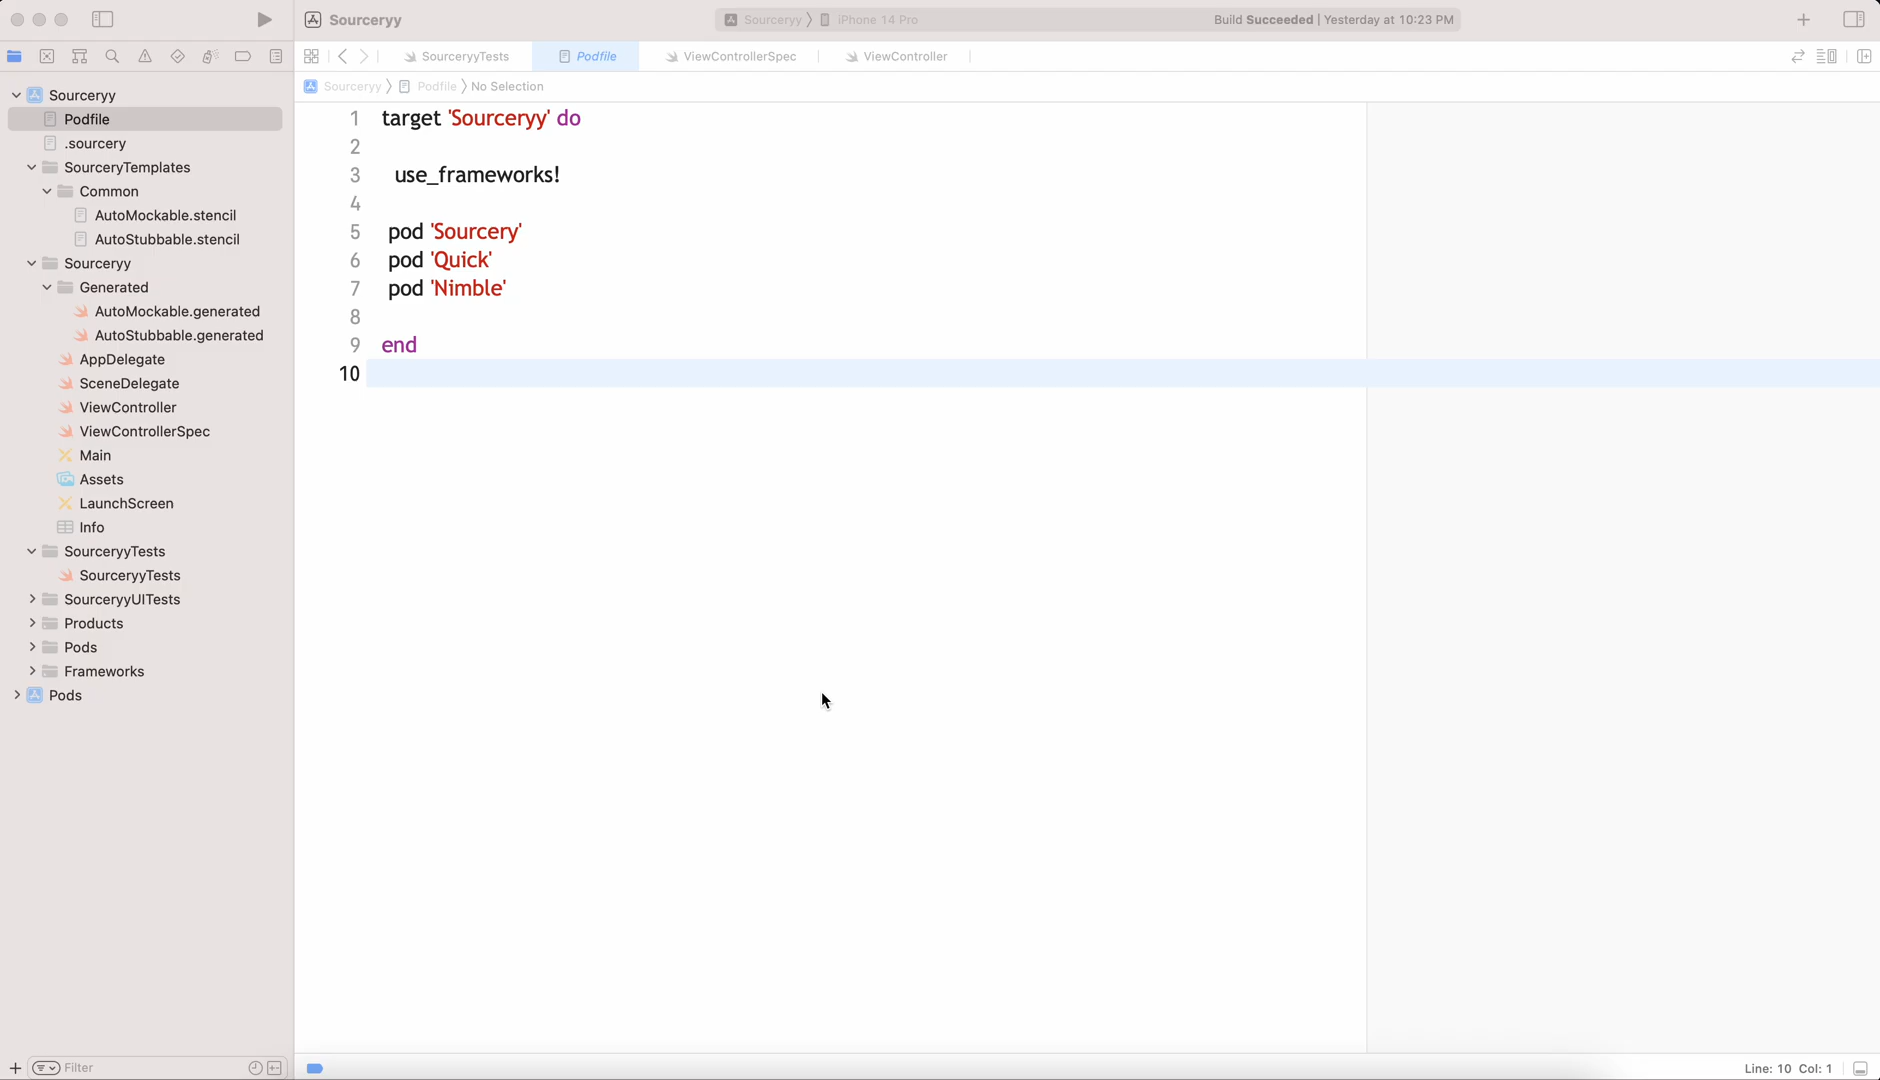 Sourceryy
Sourceryy
iPhone 14 Pro
Build Succeeded | Yesterday at 10:23 PM
SourceryyTests
Podfile
ViewControllerSpec
ViewController
Sourceryy
Podfile
No Selection
Sourceryy
Podfile
.sourcery
SourceryTemplates
Common
AutoMockable.stencil
AutoStubbable.stencil
Sourceryy
Generated
AutoMockable.generated
AutoStubbable.generated
AppDelegate
SceneDelegate
ViewController
ViewControllerSpec
Main
Assets
LaunchScreen
Info
SourceryyTests
SourceryyTests
SourceryyUITests
Products
Pods
Frameworks
Pods
Filter
1 target 'Sourceryy' do
2
3 use_frameworks!
4
5 pod 'Sourcery'
6 pod 'Quick'
7 pod 'Nimble'
8
9 end
10
Line: 10 Col: 1